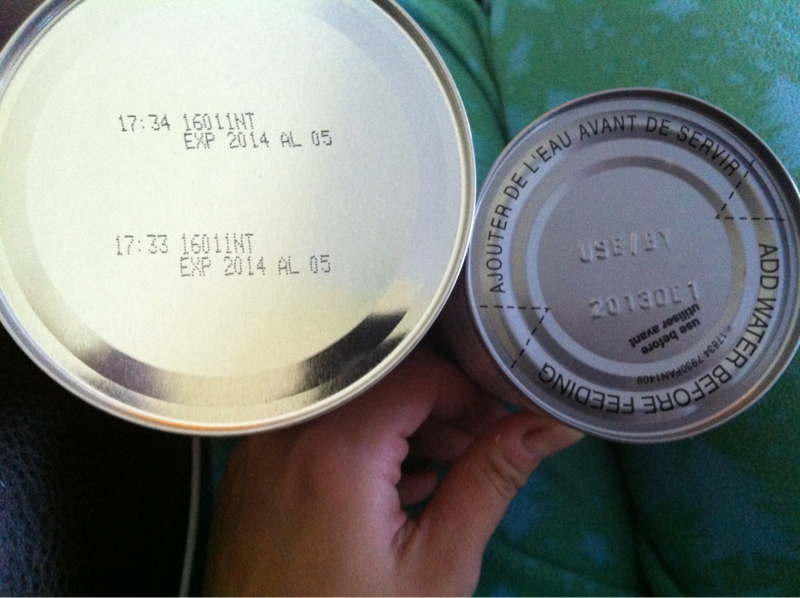 17:34 16011NT
EXP 2014 AL 05
17:33 16011NT
EXP 2014 AL 05
AJOUTER DE L'EAU AVANT DE SERVIR
ADD WATER BEFORE FEEDING
USE/BY
2013
use before
utiliser avant